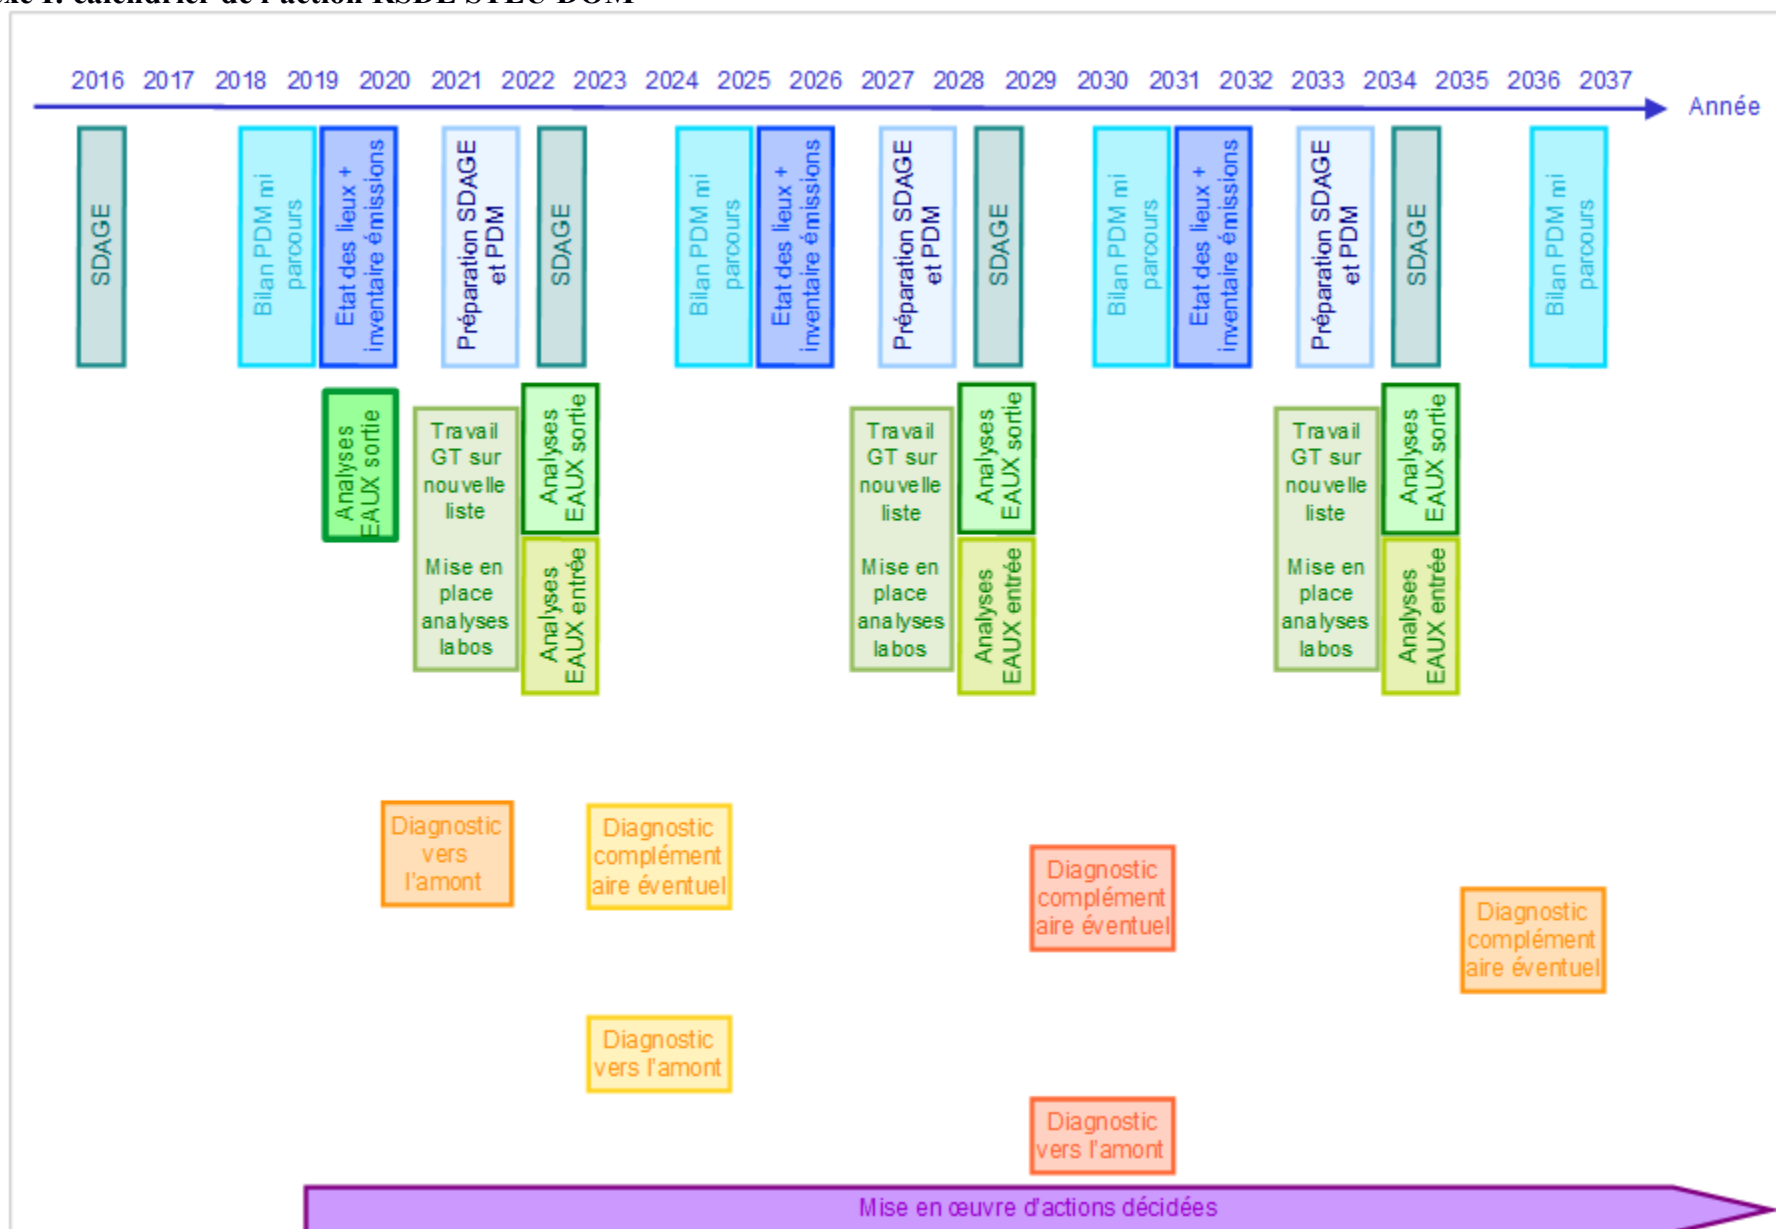 calendrier de l'action RSDE STEU DOM
2016 2017 2018 2019 2020 2021 2022 2023 2024 2025 2026 2027 2028 2029 2030 2031 2032 2033 2034 2035 2036 2037
Année
SDAGE
Bilan PDM mi
parcours
Etat des lieux +
inventaire émissions
Préparation SDAGE
et PDM
SDAGE
Bilan PDM mi
parcours
Etat des lieux +
inventaire émissions
Préparation SDAGE
et PDM
SDAGE
Bilan PDM mi
parcours
Etat des lieux +
inventaire émissions
Préparation SDAGE
et PDM
SDAGE
Bilan PDM mi
parcours
Analyses
EAUX sortie
Travail
GT sur
nouvelle
liste
Mise en
place
analyses
labos
Analyses
EAUX sortie
Analyses
EAUX entrée
Travail
GT sur
nouvelle
liste
Mise en
place
analyses
labos
Analyses
EAUX sortie
Analyses
EAUX entrée
Travail
GT sur
nouvelle
liste
Mise en
place
analyses
labos
Analyses
EAUX sortie
Analyses
EAUX entrée
Diagnostic
vers
l'amont
Diagnostic
complément
aire éventuel
Diagnostic
complément
aire éventuel
Diagnostic
complément
aire éventuel
Diagnostic
vers l'amont
Diagnostic
vers l'amont
Mise en œuvre d'actions décidées